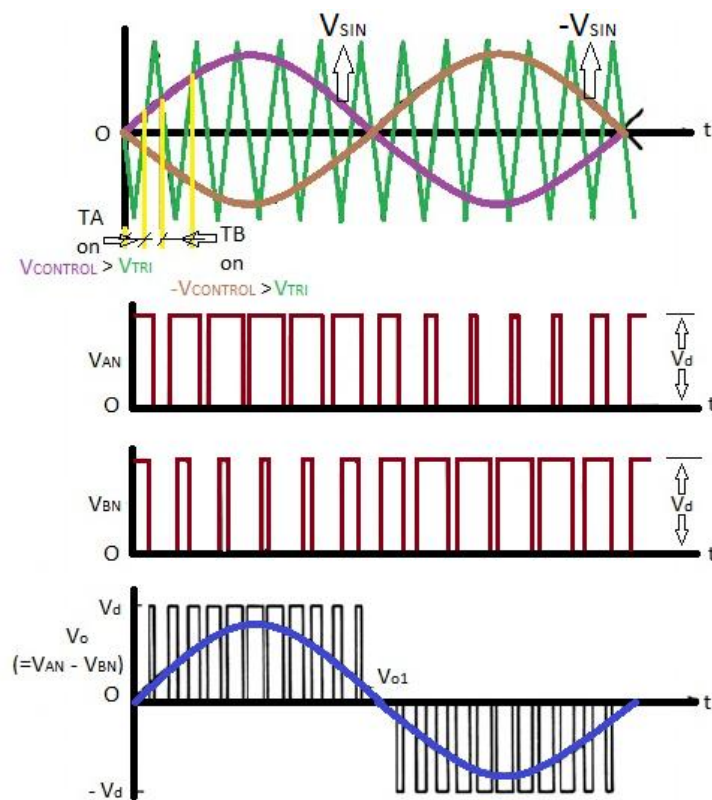 VSIN
-VSIN
O
t
TA
on
TB
on
VCONTROL > VTRI
-VCONTROL >VTRI
VAN
Vd
O
t
VBN
Vd
O
t
Vd
Vo
(=VAN - VBN)
Vo1
O
t
- Vd